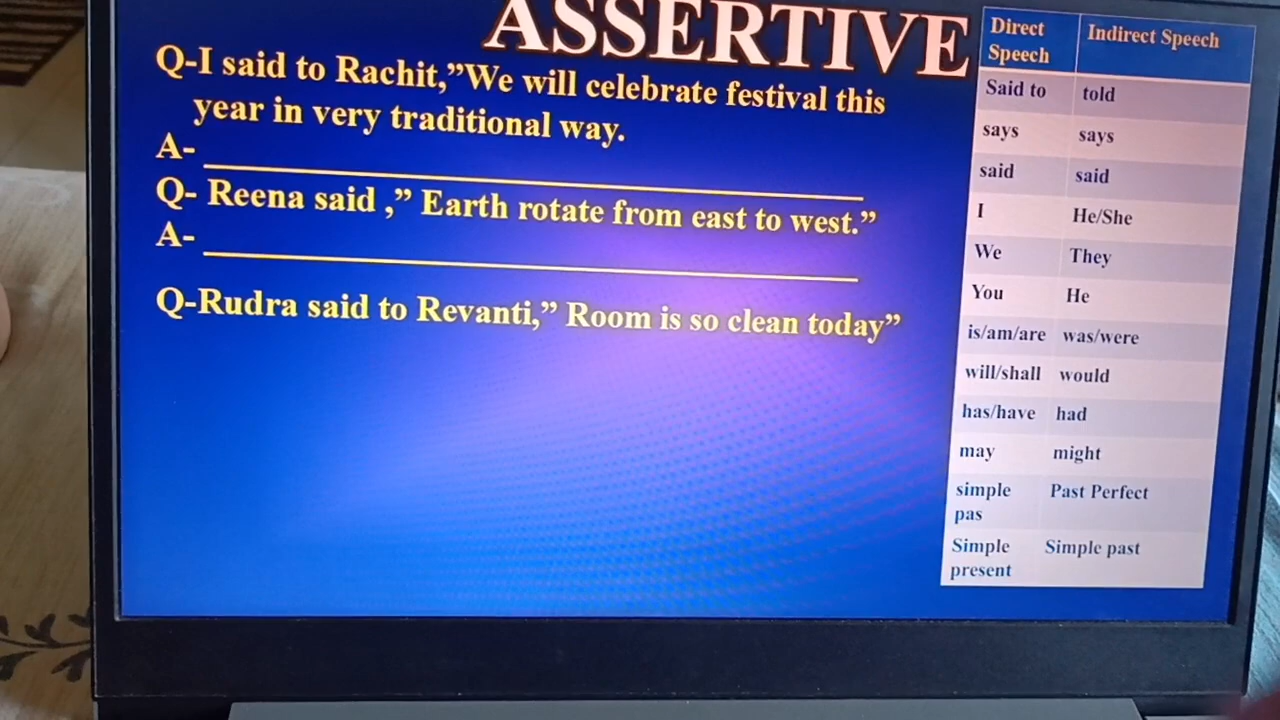 ASSERTIVE
Q-I said to Rachit,”We will celebrate festival this
year in very traditional way.
A-
Q- Reena said ,” Earth rotate from east to west.”
A-
Q-Rudra said to Revanti,” Room is so clean today”
Direct Speech Indirect Speech
Said to told
says says
said said
I He/She
We They
You He
is/am/are was/were
will/shall would
has/have had
may might
simple pas Past Perfect
Simple present Simple past